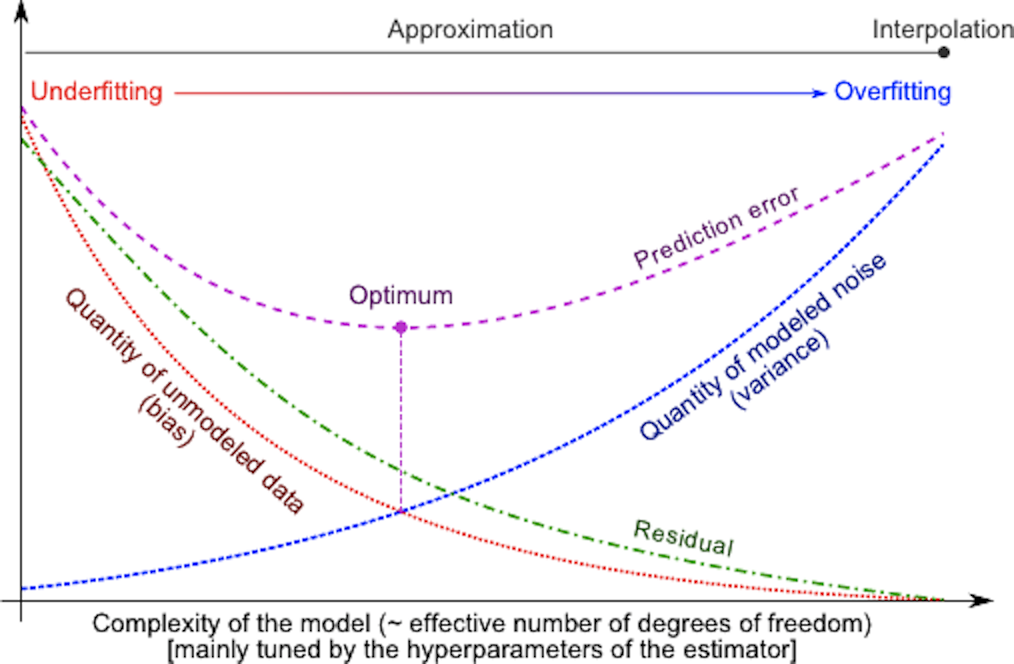 Approximation
Interpolation
Underfitting
Overfitting
Prediction error
Optimum
Quantity of unmodeled data
(bias)
Quantity of modeled noise
(variance)
Residual
Complexity of the model (~ effective number of degrees of freedom)
[mainly tuned by the hyperparameters of the estimator]